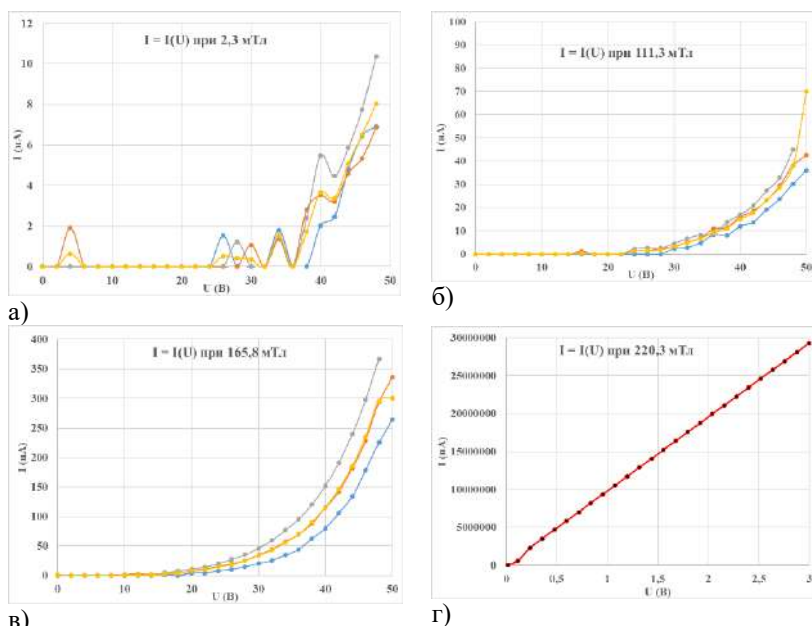 I = I(U) при 2,3 мТл
I (нА)
12
10
8
6
4
2
0
0 10 20 30 40 50
U (В)
а)
I = I(U) при 111,3 мТл
I (нА)
100
90
80
70
60
50
40
30
20
10
0
0 10 20 30 40 50
U (В)
б)
I = I(U) при 165,8 мТл
I (нА)
400
350
300
250
200
150
100
50
0
0 10 20 30 40 50
U (В)
в)
I = I(U) при 220,3 мТл
I (нА)
30000000
25000000
20000000
15000000
10000000
5000000
0
0 0,5 1 1,5 2 2,5 3
U (В)
г)